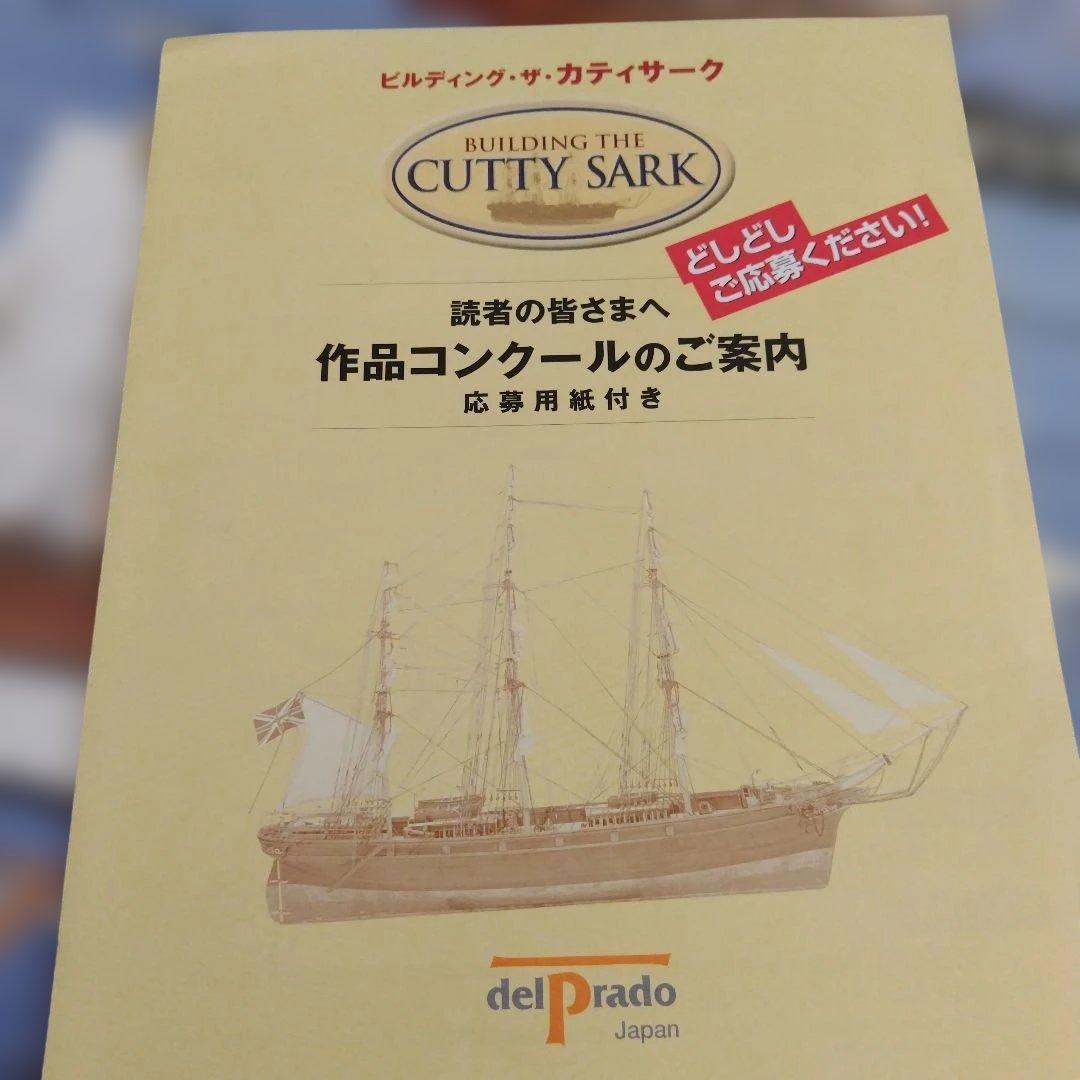 ビルディング・ザ・カティサーク
BUILDING THE
CUTTY SARK
どしどし
ご応募ください!
読者の皆さまへ
作品コンクールのご案内
応募用紙付き
del Prado
Japan